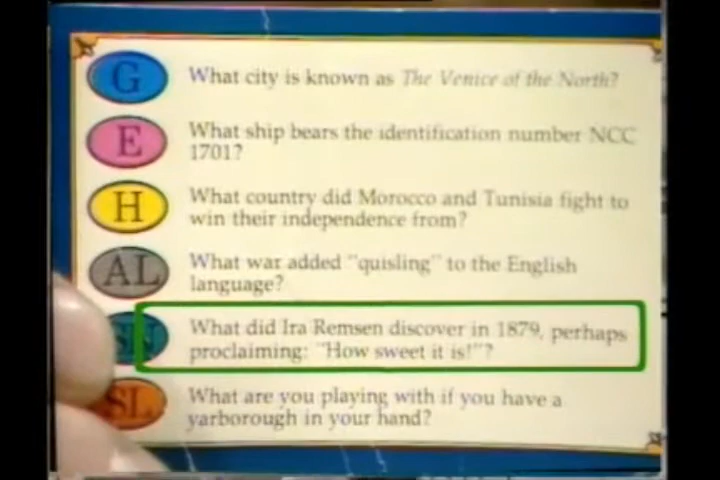 G What city is known as The Venice of the North?
E What ship bears the identification number NCC
1701?
H What country did Morocco and Tunisia fight to
win their independence from?
AL What war added "quisling" to the English
language?
SN What did Ira Remsen discover in 1879, perhaps
proclaiming: "How sweet it is!"?
SL What are you playing with if you have a
yarborough in your hand?